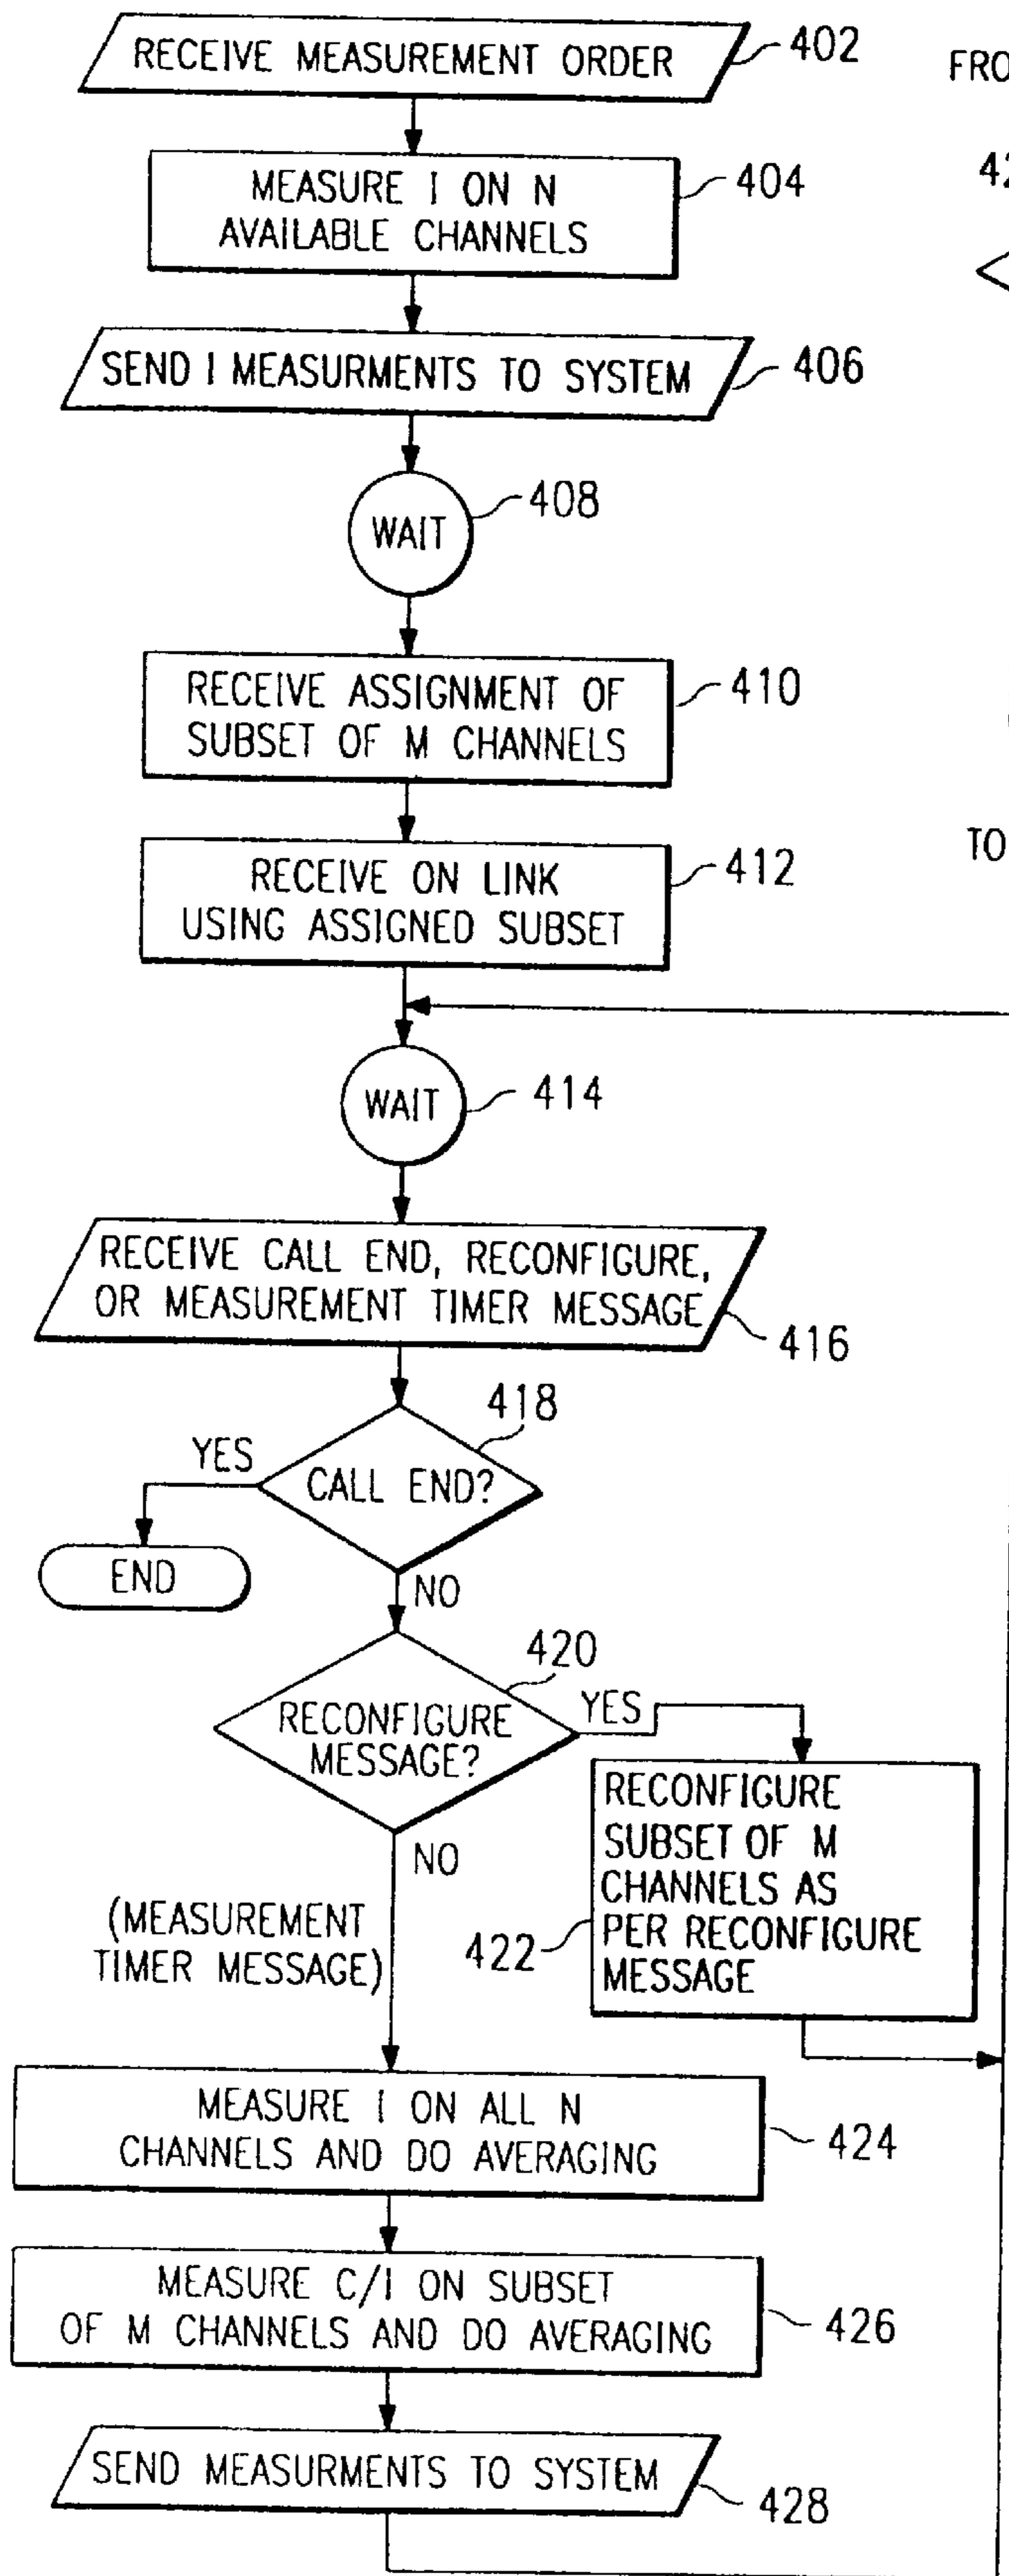 RECEIVE MEASUREMENT ORDER
402
FRO
MEASURE I ON N
AVAILABLE CHANNELS
404
42
SEND I MEASURMENTS TO SYSTEM
406
WAIT
408
RECEIVE ASSIGNMENT OF
SUBSET OF M CHANNELS
410
RECEIVE ON LINK
USING ASSIGNED SUBSET
412
TO
WAIT
414
RECEIVE CALL END, RECONFIGURE,
OR MEASUREMENT TIMER MESSAGE
416
418
YES
CALL END?
END
NO
420
RECONFIGURE
MESSAGE?
YES
NO
RECONFIGURE
SUBSET OF M
CHANNELS AS
PER RECONFIGURE
MESSAGE
422
(MEASUREMENT
TIMER MESSAGE)
MEASURE I ON ALL N
CHANNELS AND DO AVERAGING
424
MEASURE C/I ON SUBSET
OF M CHANNELS AND DO AVERAGING
426
SEND MEASURMENTS TO SYSTEM
428